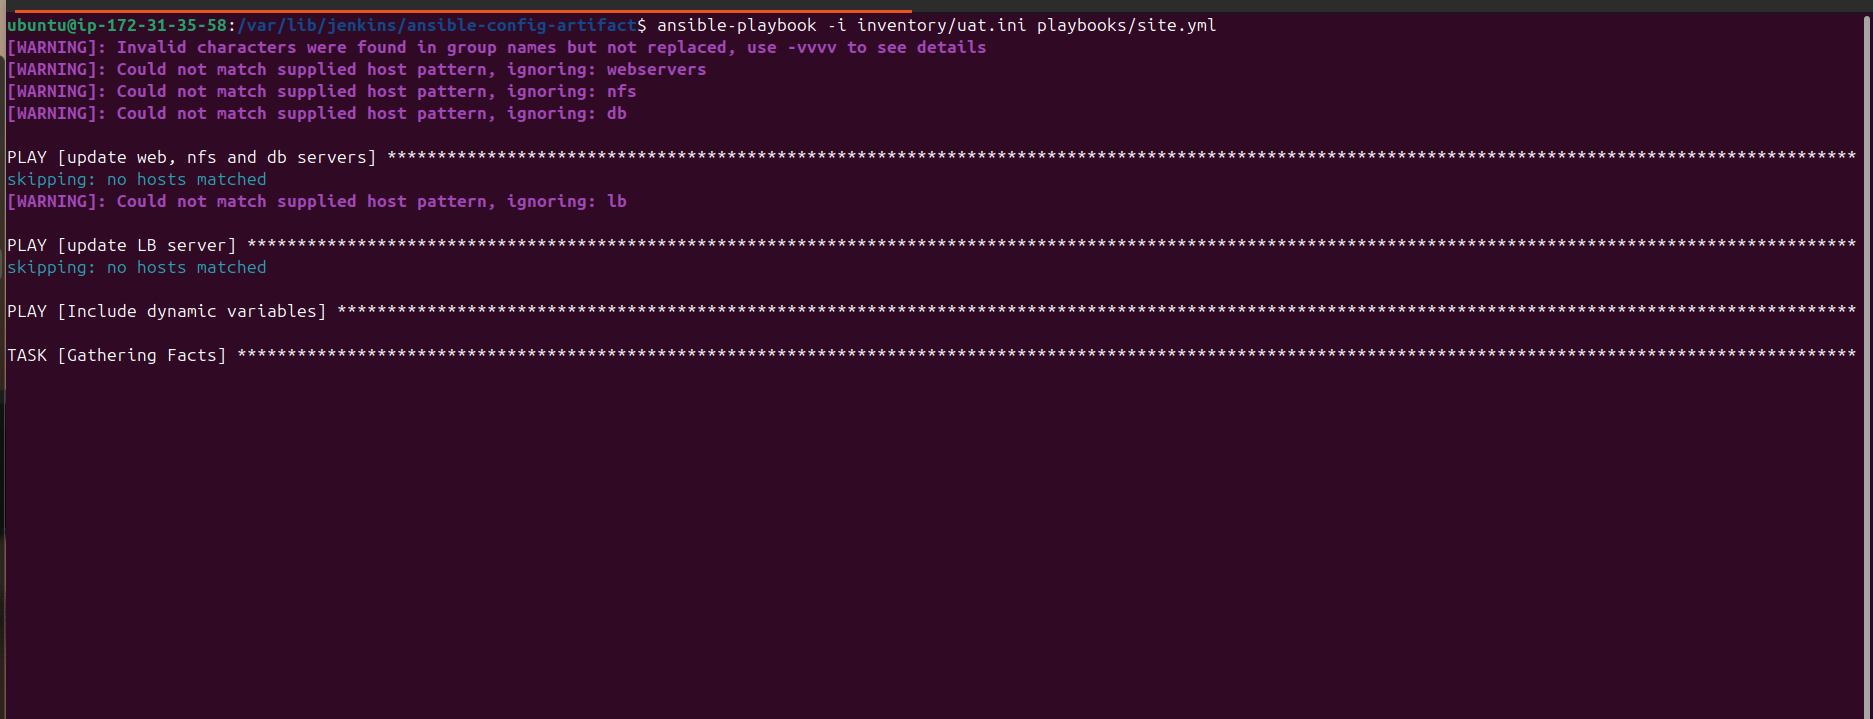 ubuntu@ip-172-31-35-58:/var/lib/jenkins/ansible-config-artifact$ ansible-playbook -i inventory/uat.ini playbooks/site.yml
[WARNING]: Invalid characters were found in group names but not replaced, use -vvvv to see details
[WARNING]: Could not match supplied host pattern, ignoring: webservers
[WARNING]: Could not match supplied host pattern, ignoring: nfs
[WARNING]: Could not match supplied host pattern, ignoring: db
PLAY [update web, nfs and db servers] ***************************************************************************************************************************************************
skipping: no hosts matched
[WARNING]: Could not match supplied host pattern, ignoring: lb
PLAY [update LB server] *****************************************************************************************************************************************************************
skipping: no hosts matched
PLAY [Include dynamic variables] ********************************************************************************************************************************************************
TASK [Gathering Facts] ******************************************************************************************************************************************************************